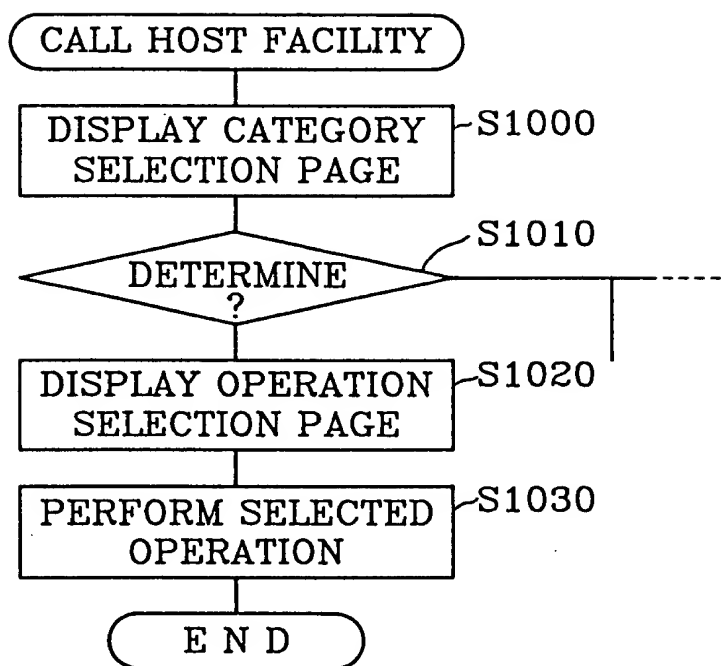 CALL HOST FACILITY
DISPLAY CATEGORY
SELECTION PAGE
S1000
DETERMINE
?
S1010
DISPLAY OPERATION
SELECTION PAGE
S1020
PERFORM SELECTED
OPERATION
S1030
END